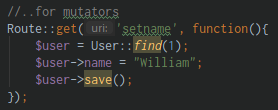 //..for mutators
Route::get( uri: 'setname', function(){
$user = User::find(1);
$user->name = "William";
$user->save();
});